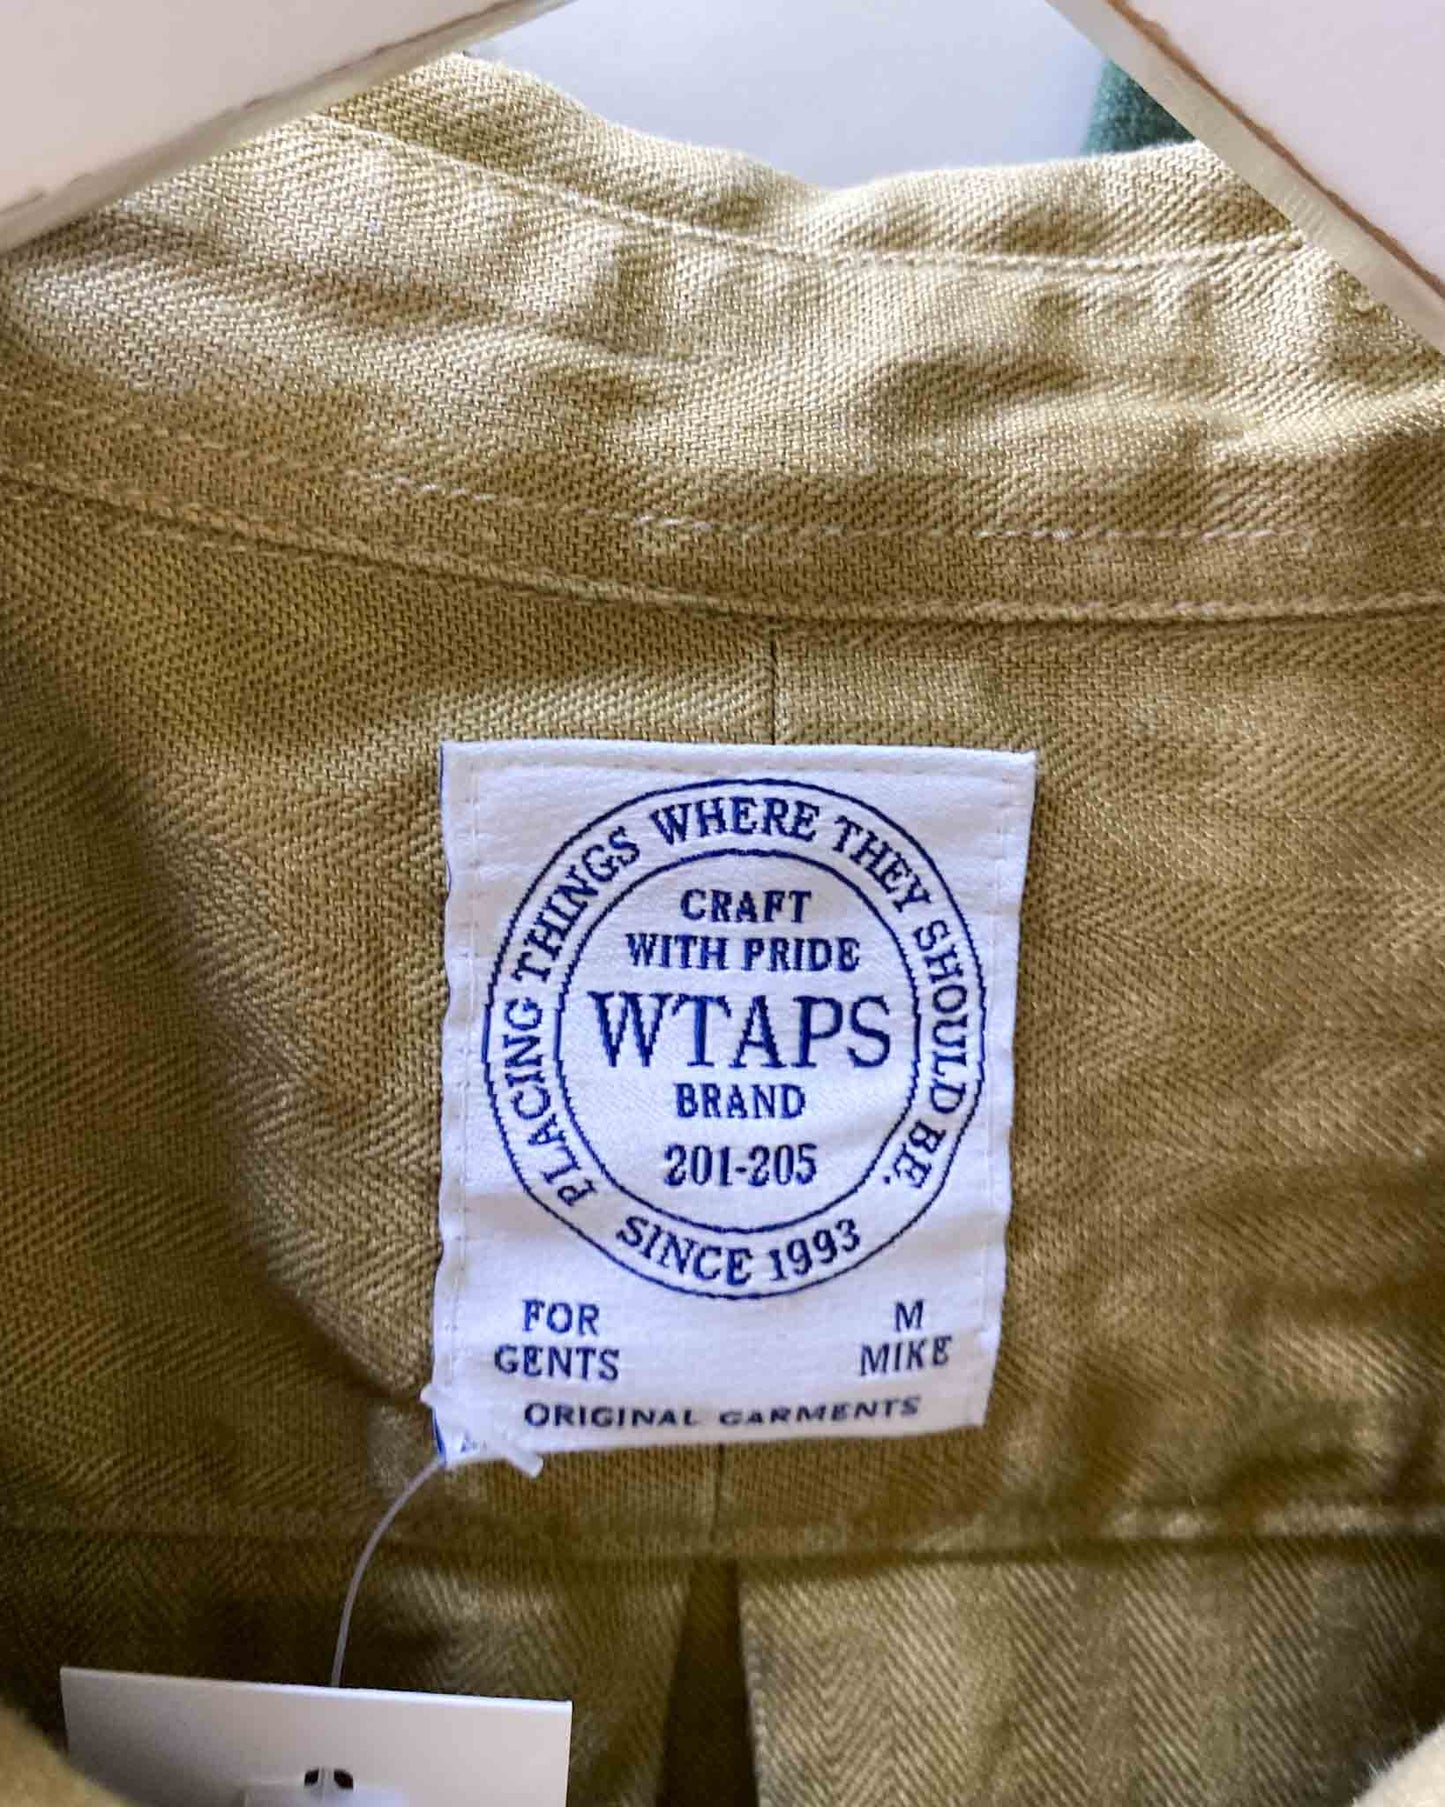 PLACING THINGS WHERE THEY SHOULD BE.
CRAFT
WITH PRIDE
WTAPS
BRAND
201-205
SINCE 1993
FOR
GENTS
M
MIKE
ORIGINAL GARMENTS